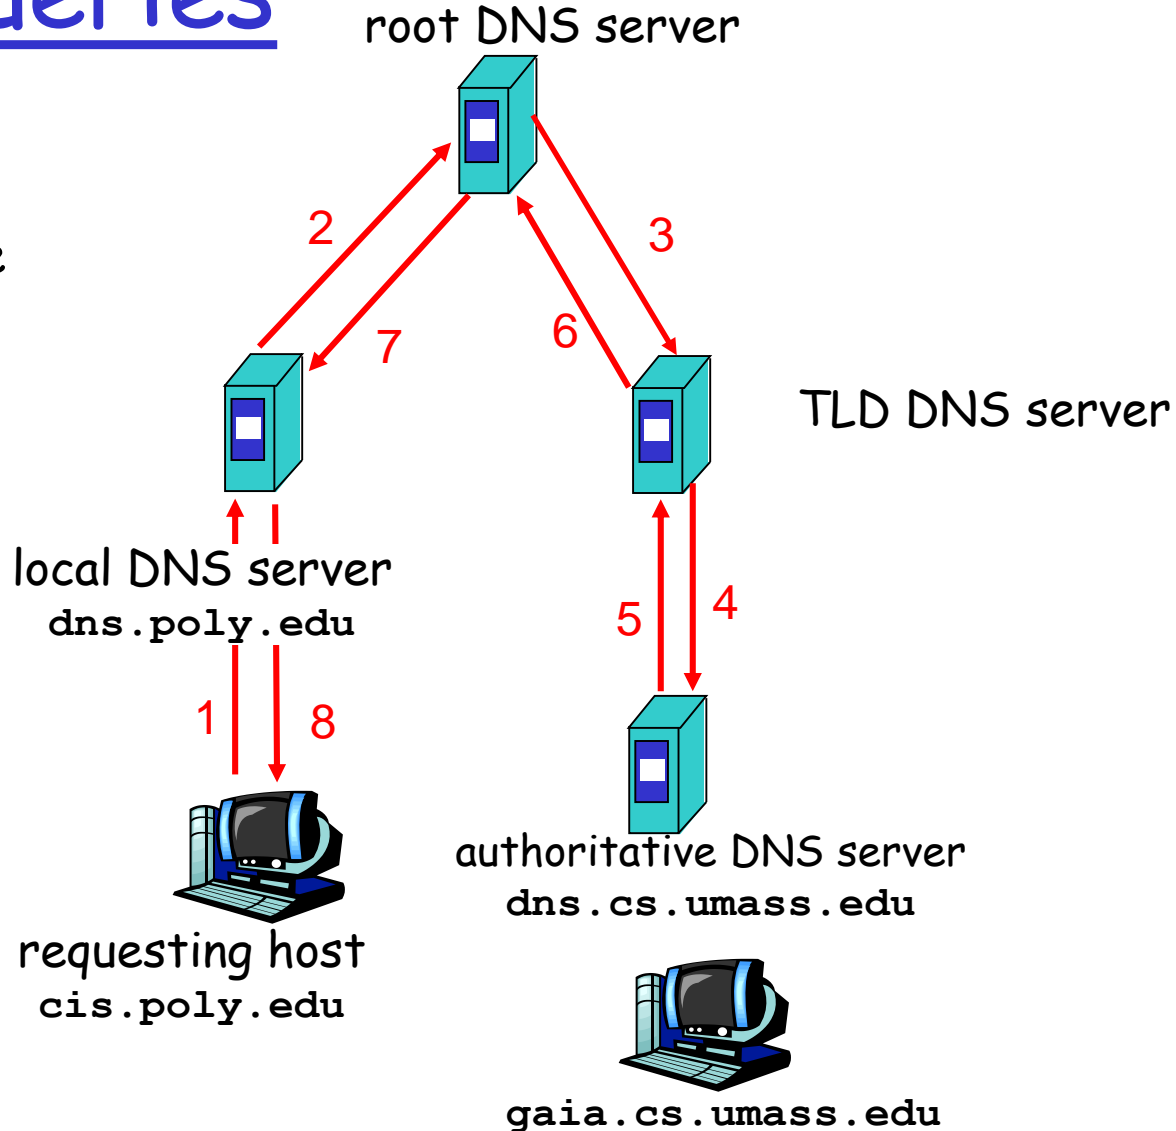 root DNS server
2
3
7
6
TLD DNS server
local DNS server
dns.poly.edu
5
4
1
8
authoritative DNS server
dns.cs.umass.edu
requesting host
cis.poly.edu
gaia.cs.umass.edu